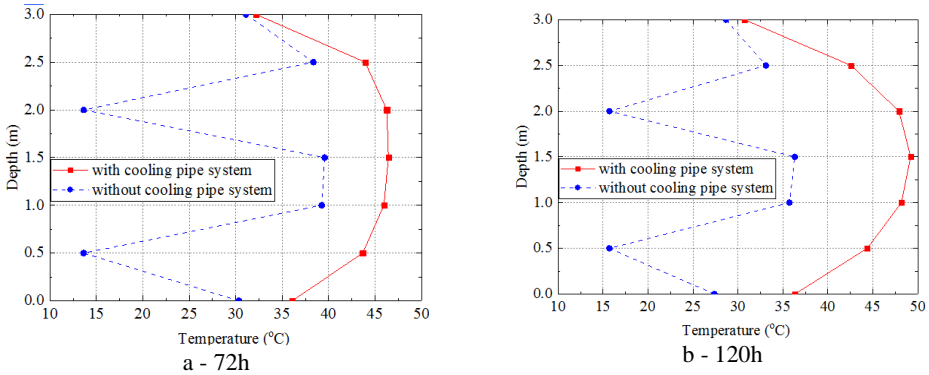 3.0
2.5
2.0
1.5
1.0
0.5
0.0
Depth (m)
with cooling pipe system
without cooling pipe system
10 15 20 25 30 35 40 45 50
Temperature (°C)
a - 72h
3.0
2.5
2.0
1.5
1.0
0.5
0.0
Depth (m)
with cooling pipe system
without cooling pipe system
10 15 20 25 30 35 40 45 50
Temperature (°C)
b - 120h